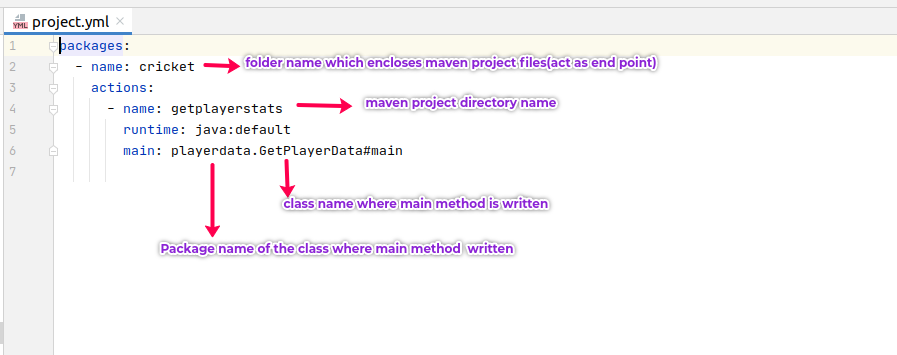 YML project.yml ×
1 packages:
2 - name: cricket folder name which encloses maven project files(act as end point)
3 actions:
4 - name: getplayerstats maven project directory name
5 runtime: java:default
6 main: playerdata.GetPlayerData#main
7
class name where main method is written
Package name of the class where main method written